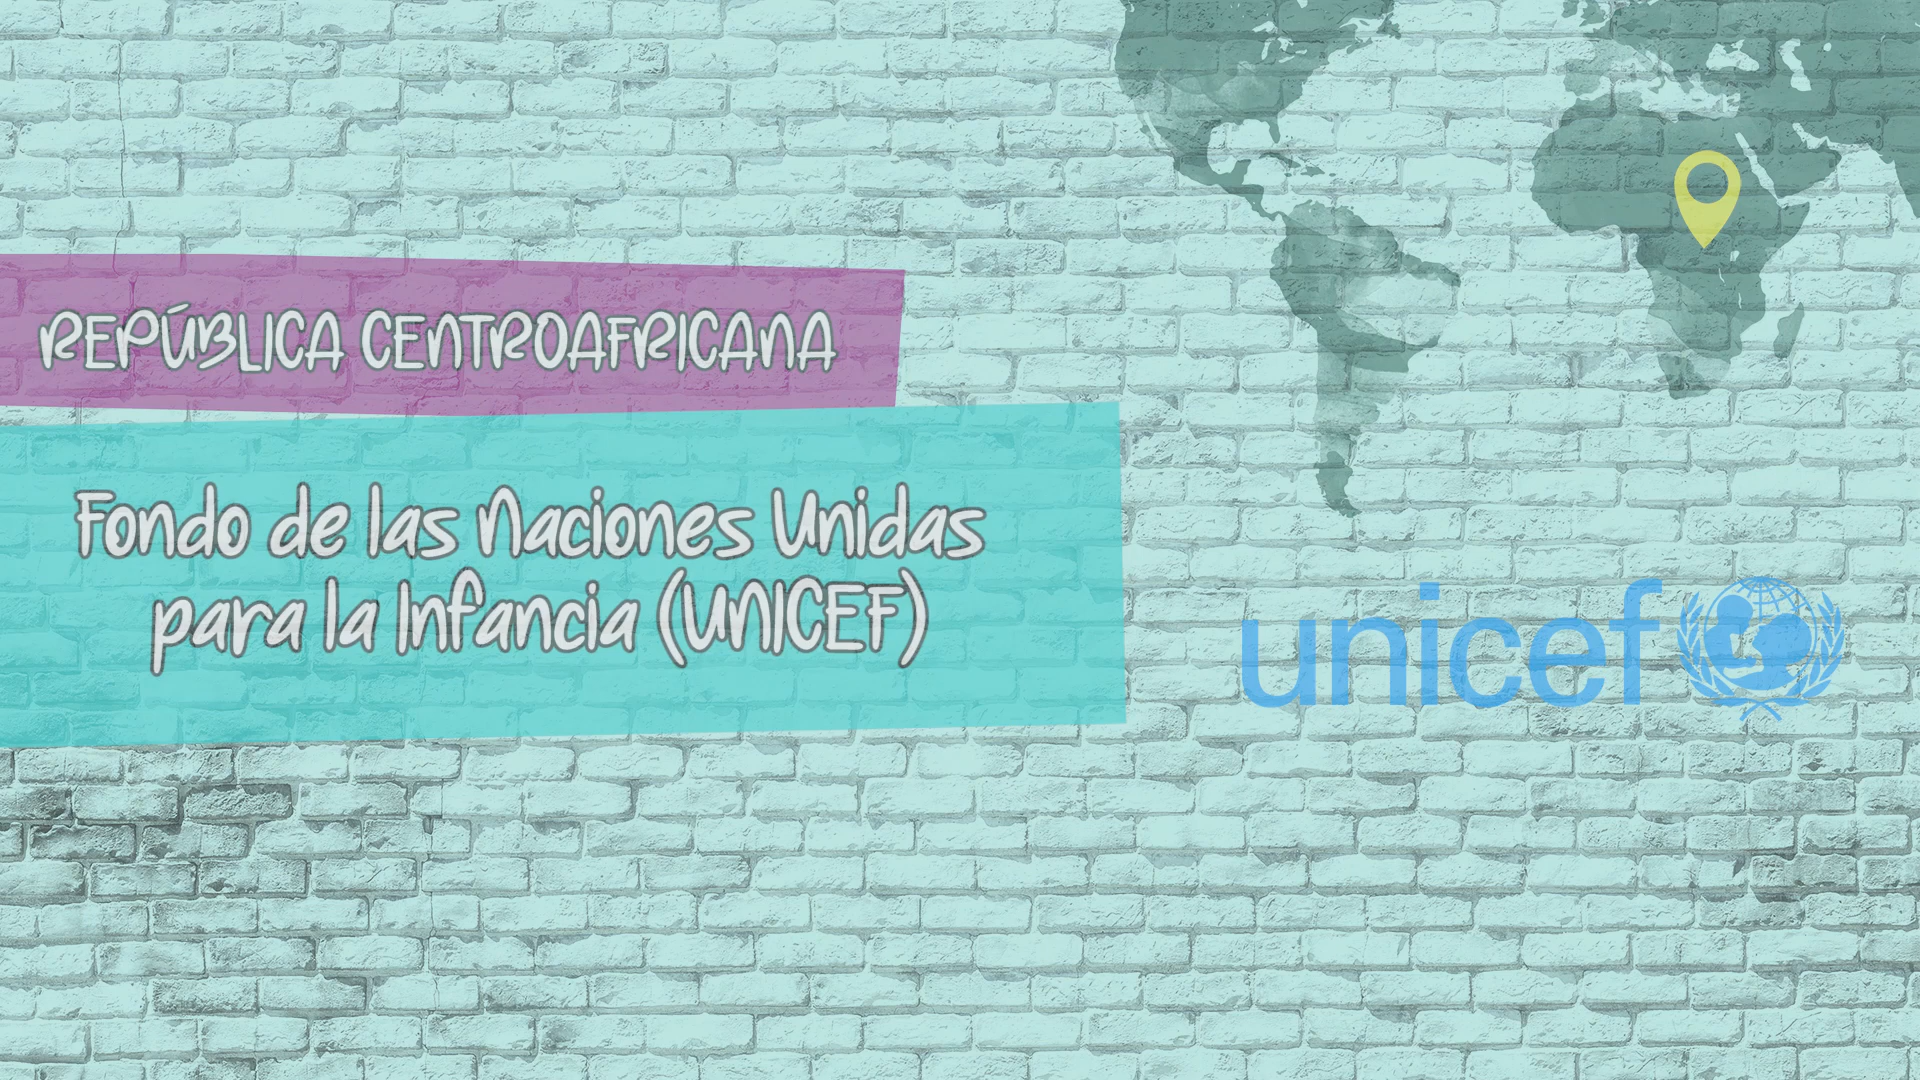 REPÚBLICA CENTROAFRICANA
Fondo de las Naciones Unidas
para la Infancia (UNICEF)
unicef